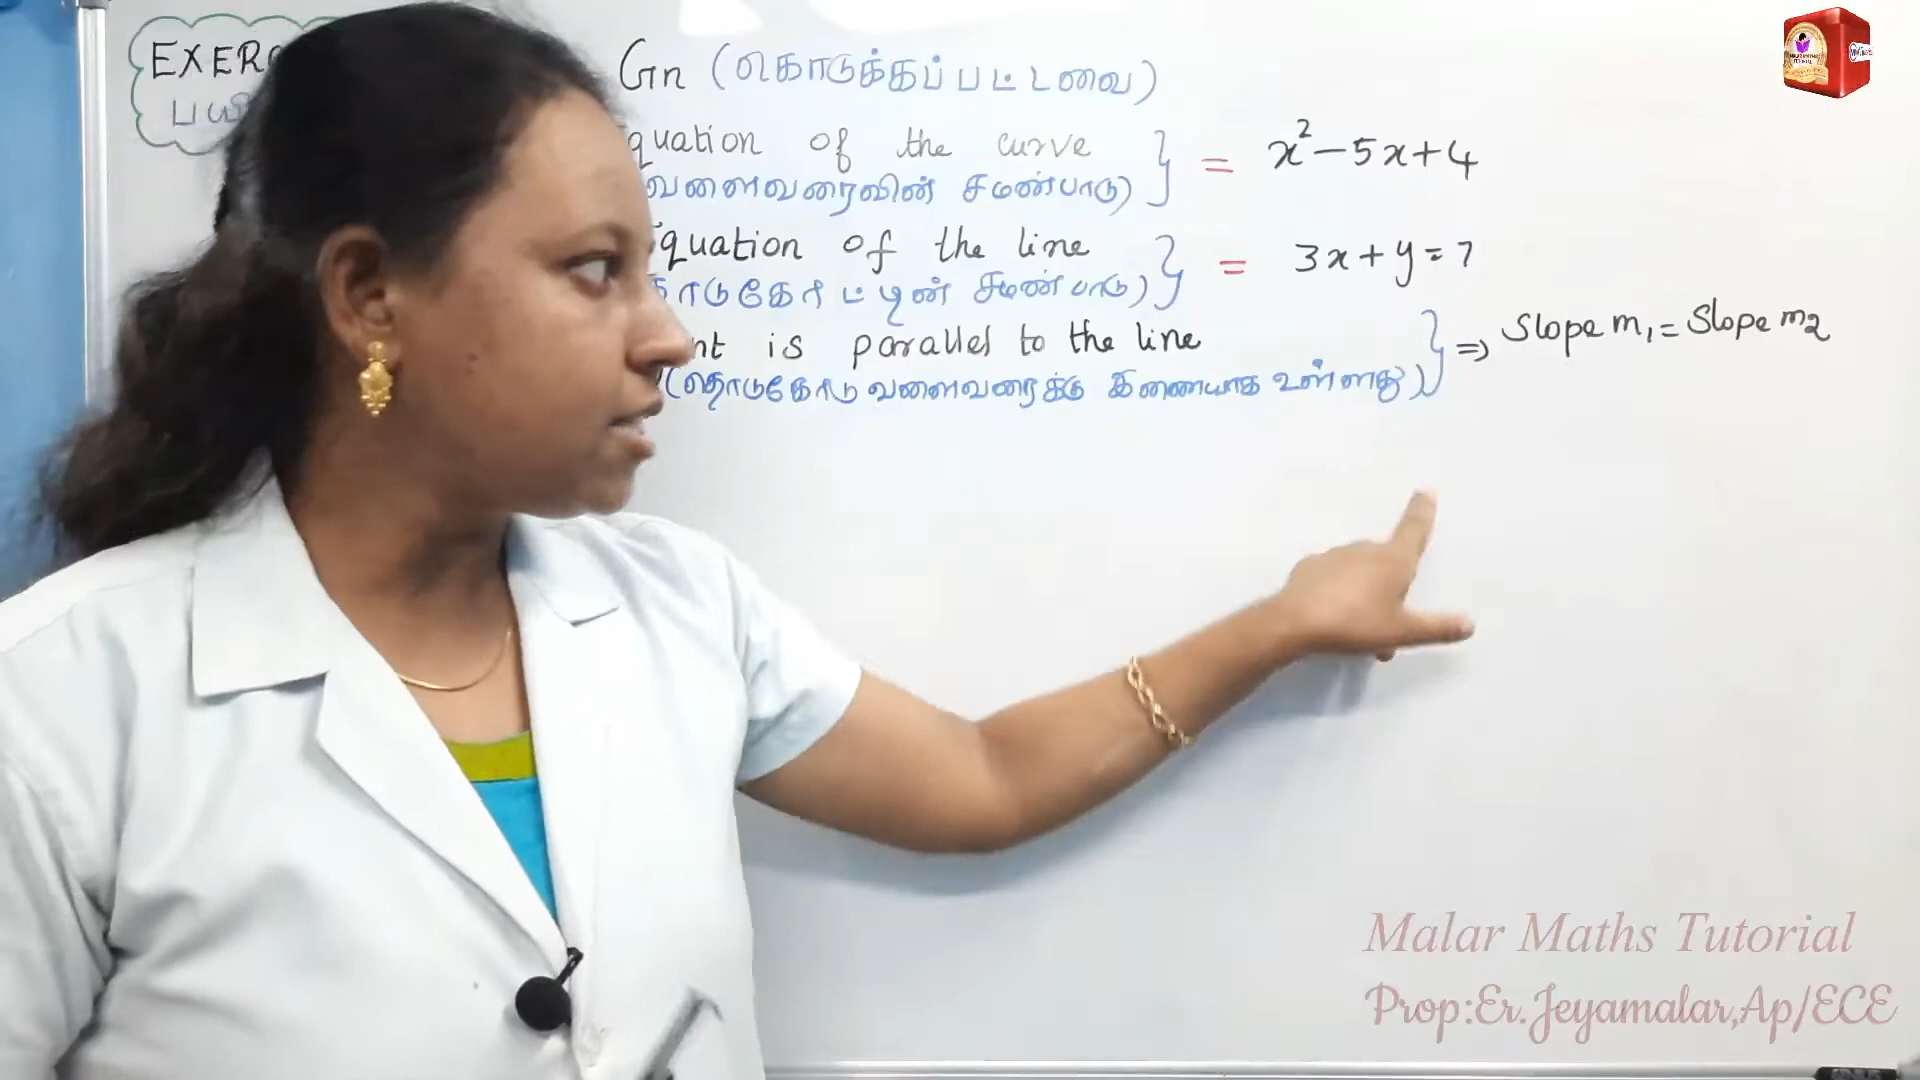 Gn (கொடுக்கப்பட்டவை)
quation of the curve } = x²-5x+4
வளைவரைவின் சமன்பாடு)
Equation of the line } = 3x+y=7
சமன்பாடு)
nt is parallel to the line } ⇒ Slope m₁ = Slope m₂
(தொடுகோடு வளைவரைக்கு இணையாக உள்ளது)
Malar Maths Tutorial
Prop:Er.Jeyamalar,Ap/ECE